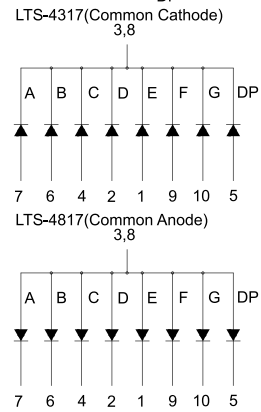 DP
LTS-4317(Common Cathode)
3,8
A B C D E F G DP
7 6 4 2 1 9 10 5
LTS-4817(Common Anode)
3,8
A B C D E F G DP
7 6 4 2 1 9 10 5